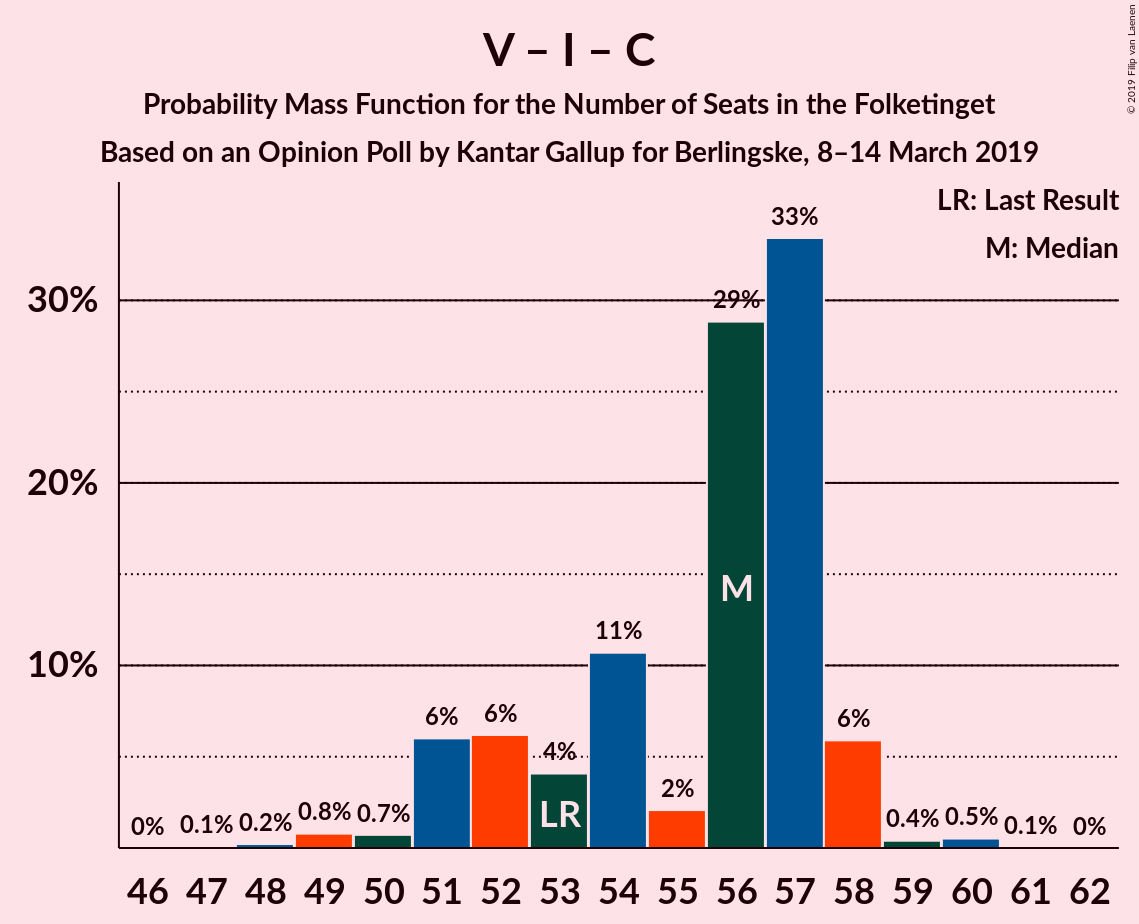 V – I – C
Probability Mass Function for the Number of Seats in the Folketinget
Based on an Opinion Poll by Kantar Gallup for Berlingske, 8–14 March 2019
© 2019 Filip van Laenen
LR: Last Result
M: Median
30%
20%
10%
0% 0.1% 0.2% 0.8% 0.7% 6% 6% 4% 11% 2% 29% 33% 6% 0.4% 0.5% 0.1% 0%
LR
M
46 47 48 49 50 51 52 53 54 55 56 57 58 59 60 61 62